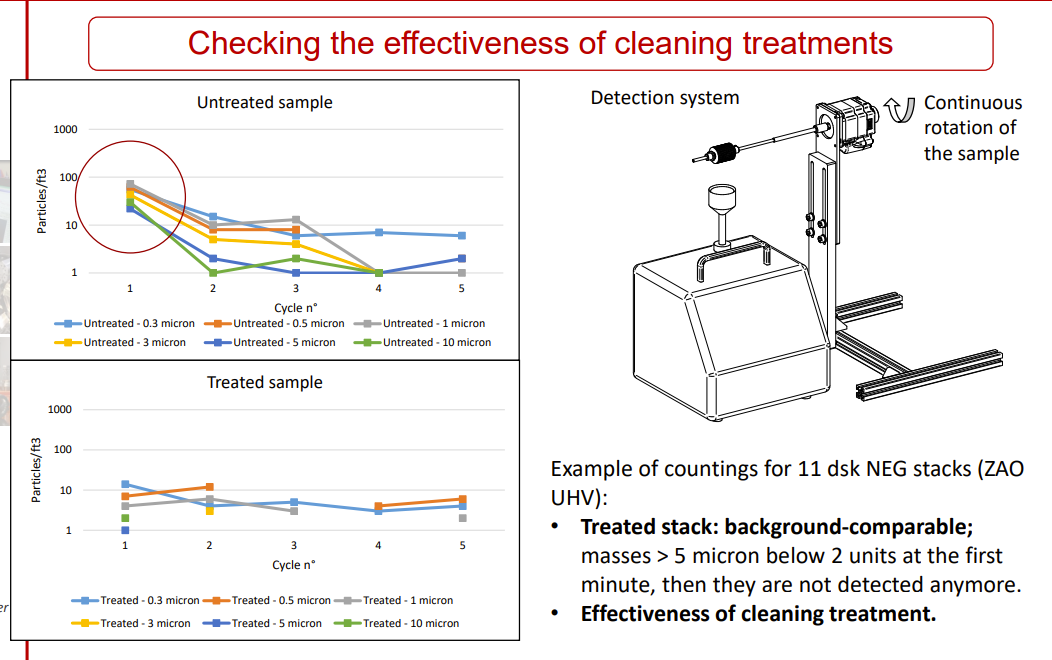 Checking the effectiveness of cleaning treatments
Untreated sample
1000
100
10
1
Particles/ft3
1 2 3 4 5
Cycle n°
Untreated - 0.3 micron Untreated - 0.5 micron Untreated - 1 micron
Untreated - 3 micron Untreated - 5 micron Untreated - 10 micron
Treated sample
1000
100
10
1
Particles/ft3
1 2 3 4 5
Cycle n°
Treated - 0.3 micron Treated - 0.5 micron Treated - 1 micron
Treated - 3 micron Treated - 5 micron Treated - 10 micron
Detection system
Continuous
rotation of
the sample
Example of countings for 11 dsk NEG stacks (ZAO
UHV):
• Treated stack: background-comparable;
masses > 5 micron below 2 units at the first
minute, then they are not detected anymore.
• Effectiveness of cleaning treatment.